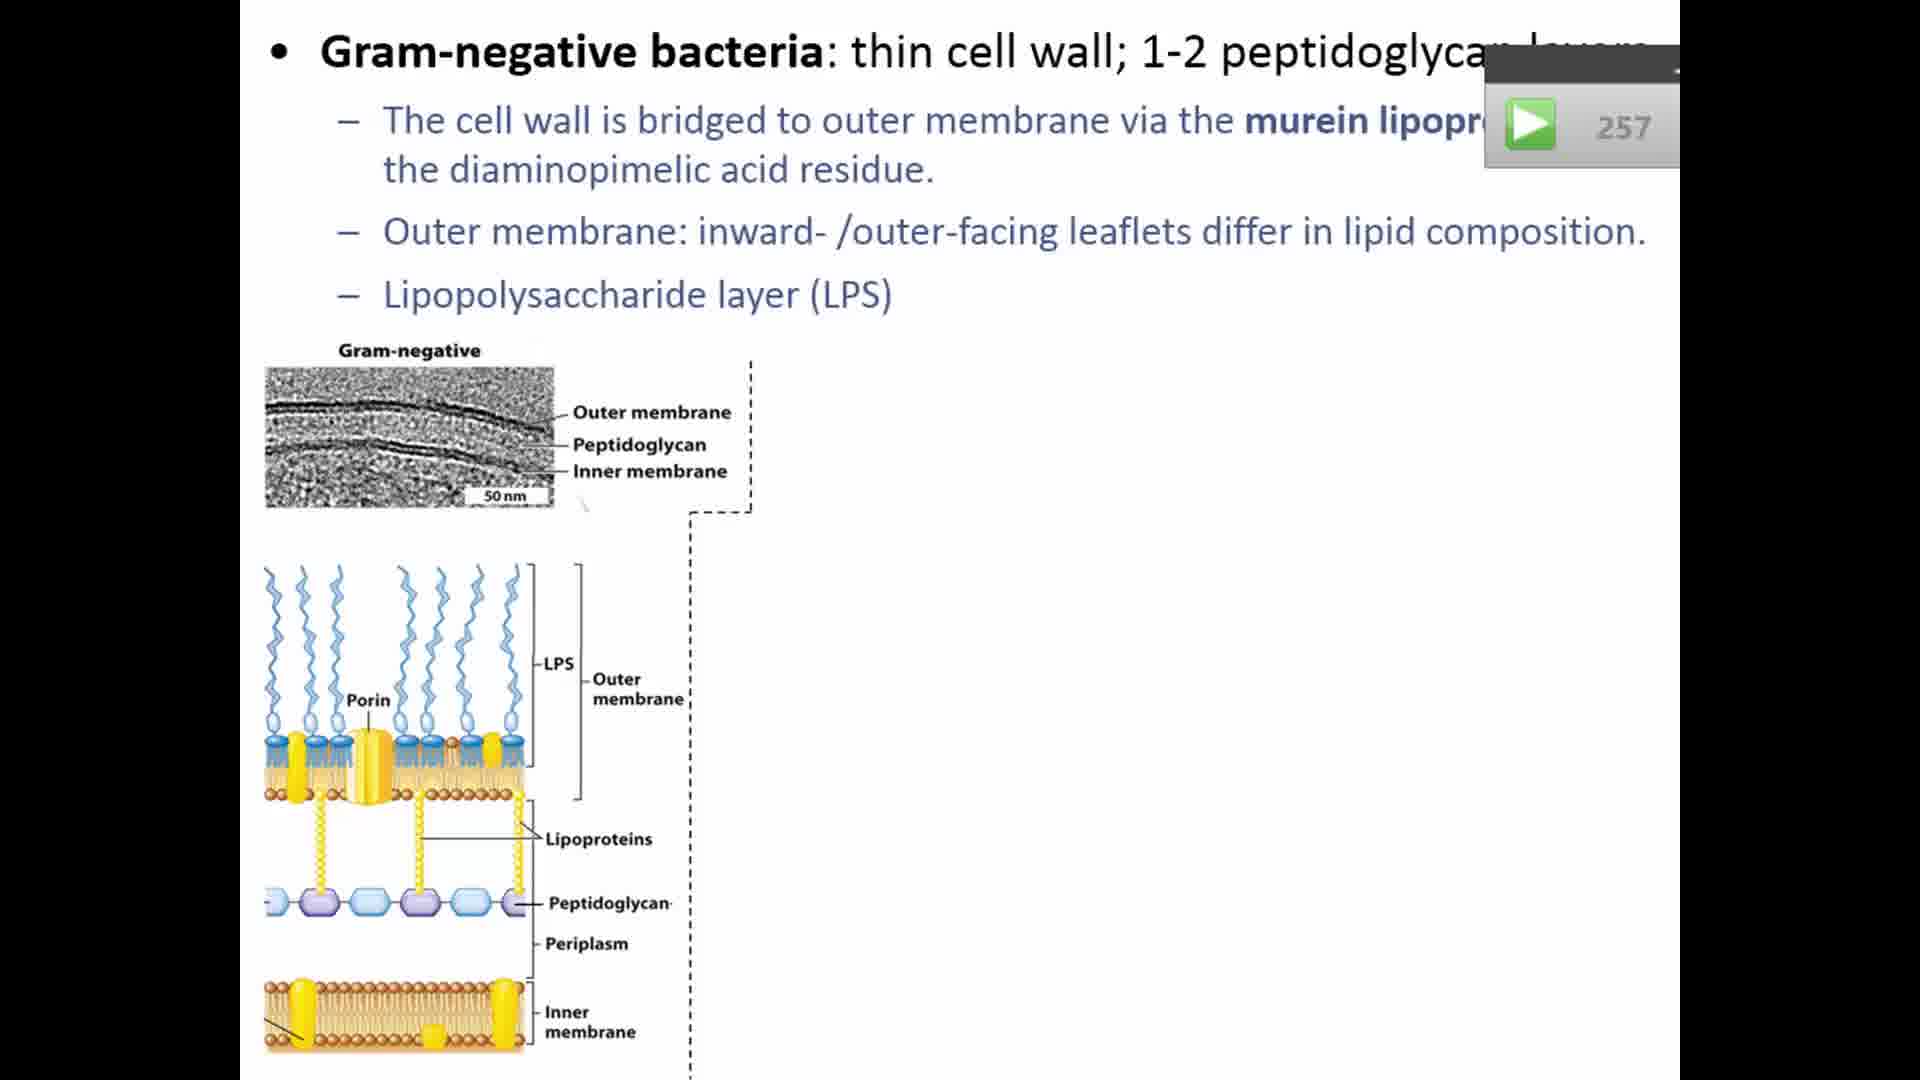 • Gram-negative bacteria: thin cell wall; 1-2 peptidoglycan layers
– The cell wall is bridged to outer membrane via the murein lipopr
the diaminopimelic acid residue.
– Outer membrane: inward- /outer-facing leaflets differ in lipid composition.
– Lipopolysaccharide layer (LPS)
257
Gram-negative
Outer membrane
Peptidoglycan
Inner membrane
50 nm
LPS
Outer
membrane
Porin
Lipoproteins
Peptidoglycan
Periplasm
Inner
membrane